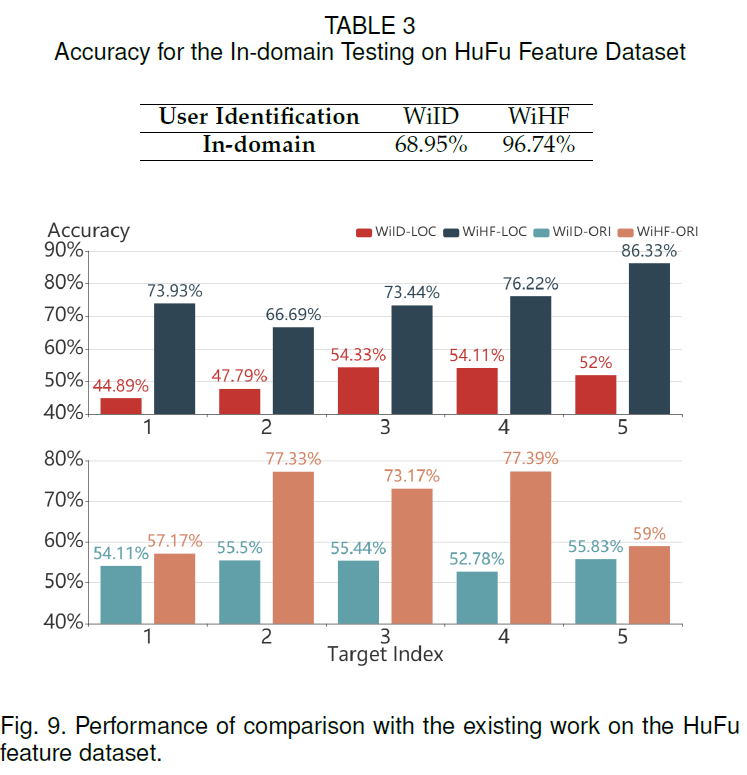 TABLE 3
Accuracy for the In-domain Testing on HuFu Feature Dataset
User Identification WiID WiHF
In-domain 68.95% 96.74%
Accuracy
WiID-LOC WiHF-LOC WiID-ORI WiHF-ORI
90%
80%
70%
60%
50%
40%
44.89% 73.93% 47.79% 66.69% 54.33% 73.44% 54.11% 76.22% 52% 86.33%
1 2 3 4 5
80%
70%
60%
50%
40%
54.11% 57.17% 55.5% 77.33% 55.44% 73.17% 52.78% 77.39% 55.83% 59%
1 2 3 4 5
Target Index
Fig. 9. Performance of comparison with the existing work on the HuFu
feature dataset.